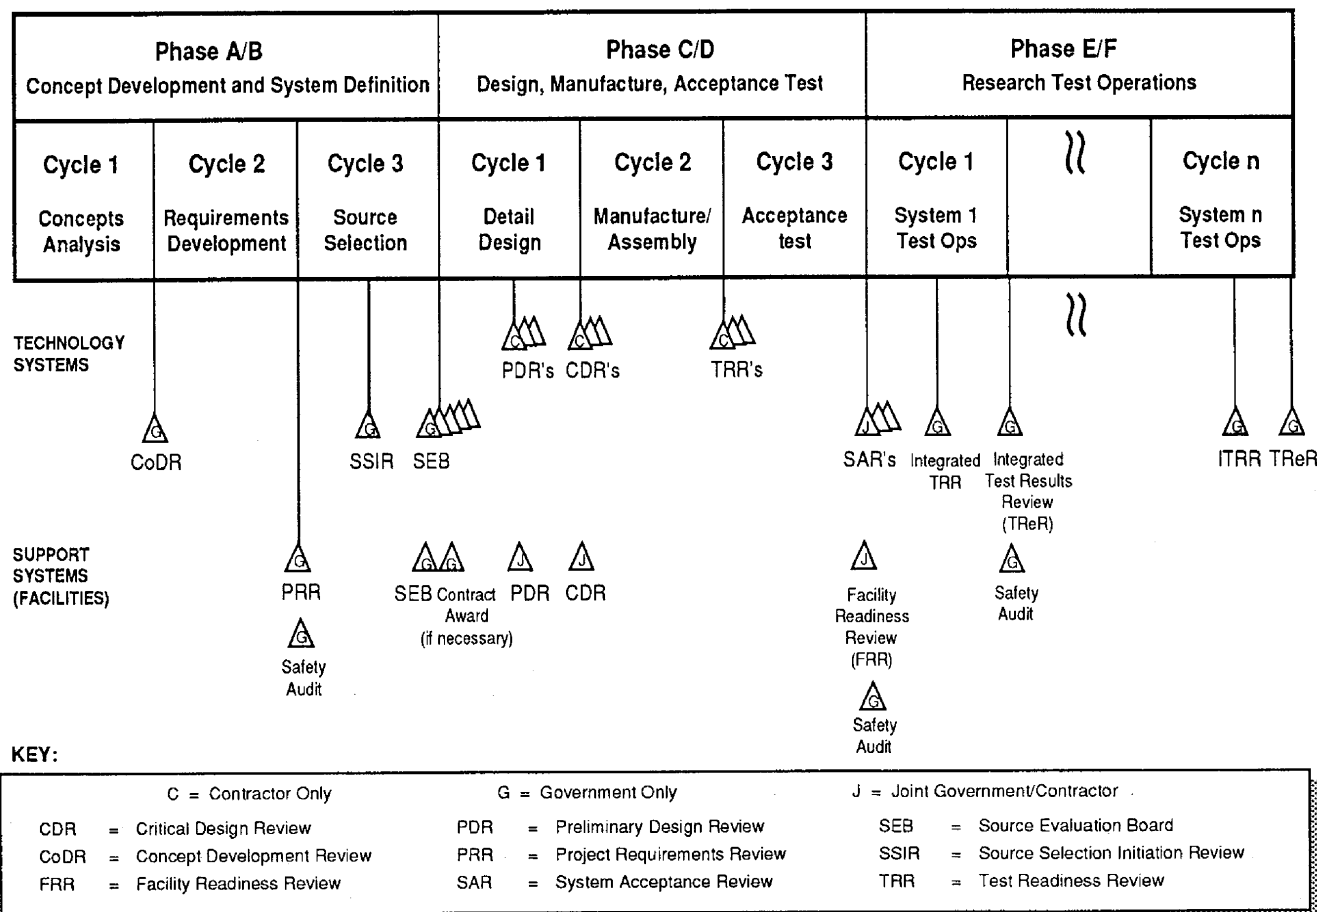 Phase A/B
Concept Development and System Definition
Phase C/D
Design, Manufacture, Acceptance Test
Phase E/F
Research Test Operations
Cycle 1
Concepts
Analysis
Cycle 2
Requirements
Development
Cycle 3
Source
Selection
Cycle 1
Detail
Design
Cycle 2
Manufacture/
Assembly
Cycle 3
Acceptance
test
Cycle 1
System 1
Test Ops
Cycle n
System n
Test Ops
TECHNOLOGY
SYSTEMS
C
PDR's
C
CDR's
C
TRR's
G
CoDR
G
SSIR
G
SEB
J
SAR's
G
Integrated
TRR
G
Integrated
Test Results
Review
(TReR)
G
ITRR
G
TReR
SUPPORT
SYSTEMS
(FACILITIES)
G
PRR
G
Safety
Audit
G
SEB
G
Contract
Award
(if necessary)
J
PDR
J
CDR
J
Facility
Readiness
Review
(FRR)
G
Safety
Audit
G
Safety
Audit
KEY:
C = Contractor Only G = Government Only J = Joint Government/Contractor
CDR = Critical Design Review PDR = Preliminary Design Review SEB = Source Evaluation Board
CoDR = Concept Development Review PRR = Project Requirements Review SSIR = Source Selection Initiation Review
FRR = Facility Readiness Review SAR = System Acceptance Review TRR = Test Readiness Review